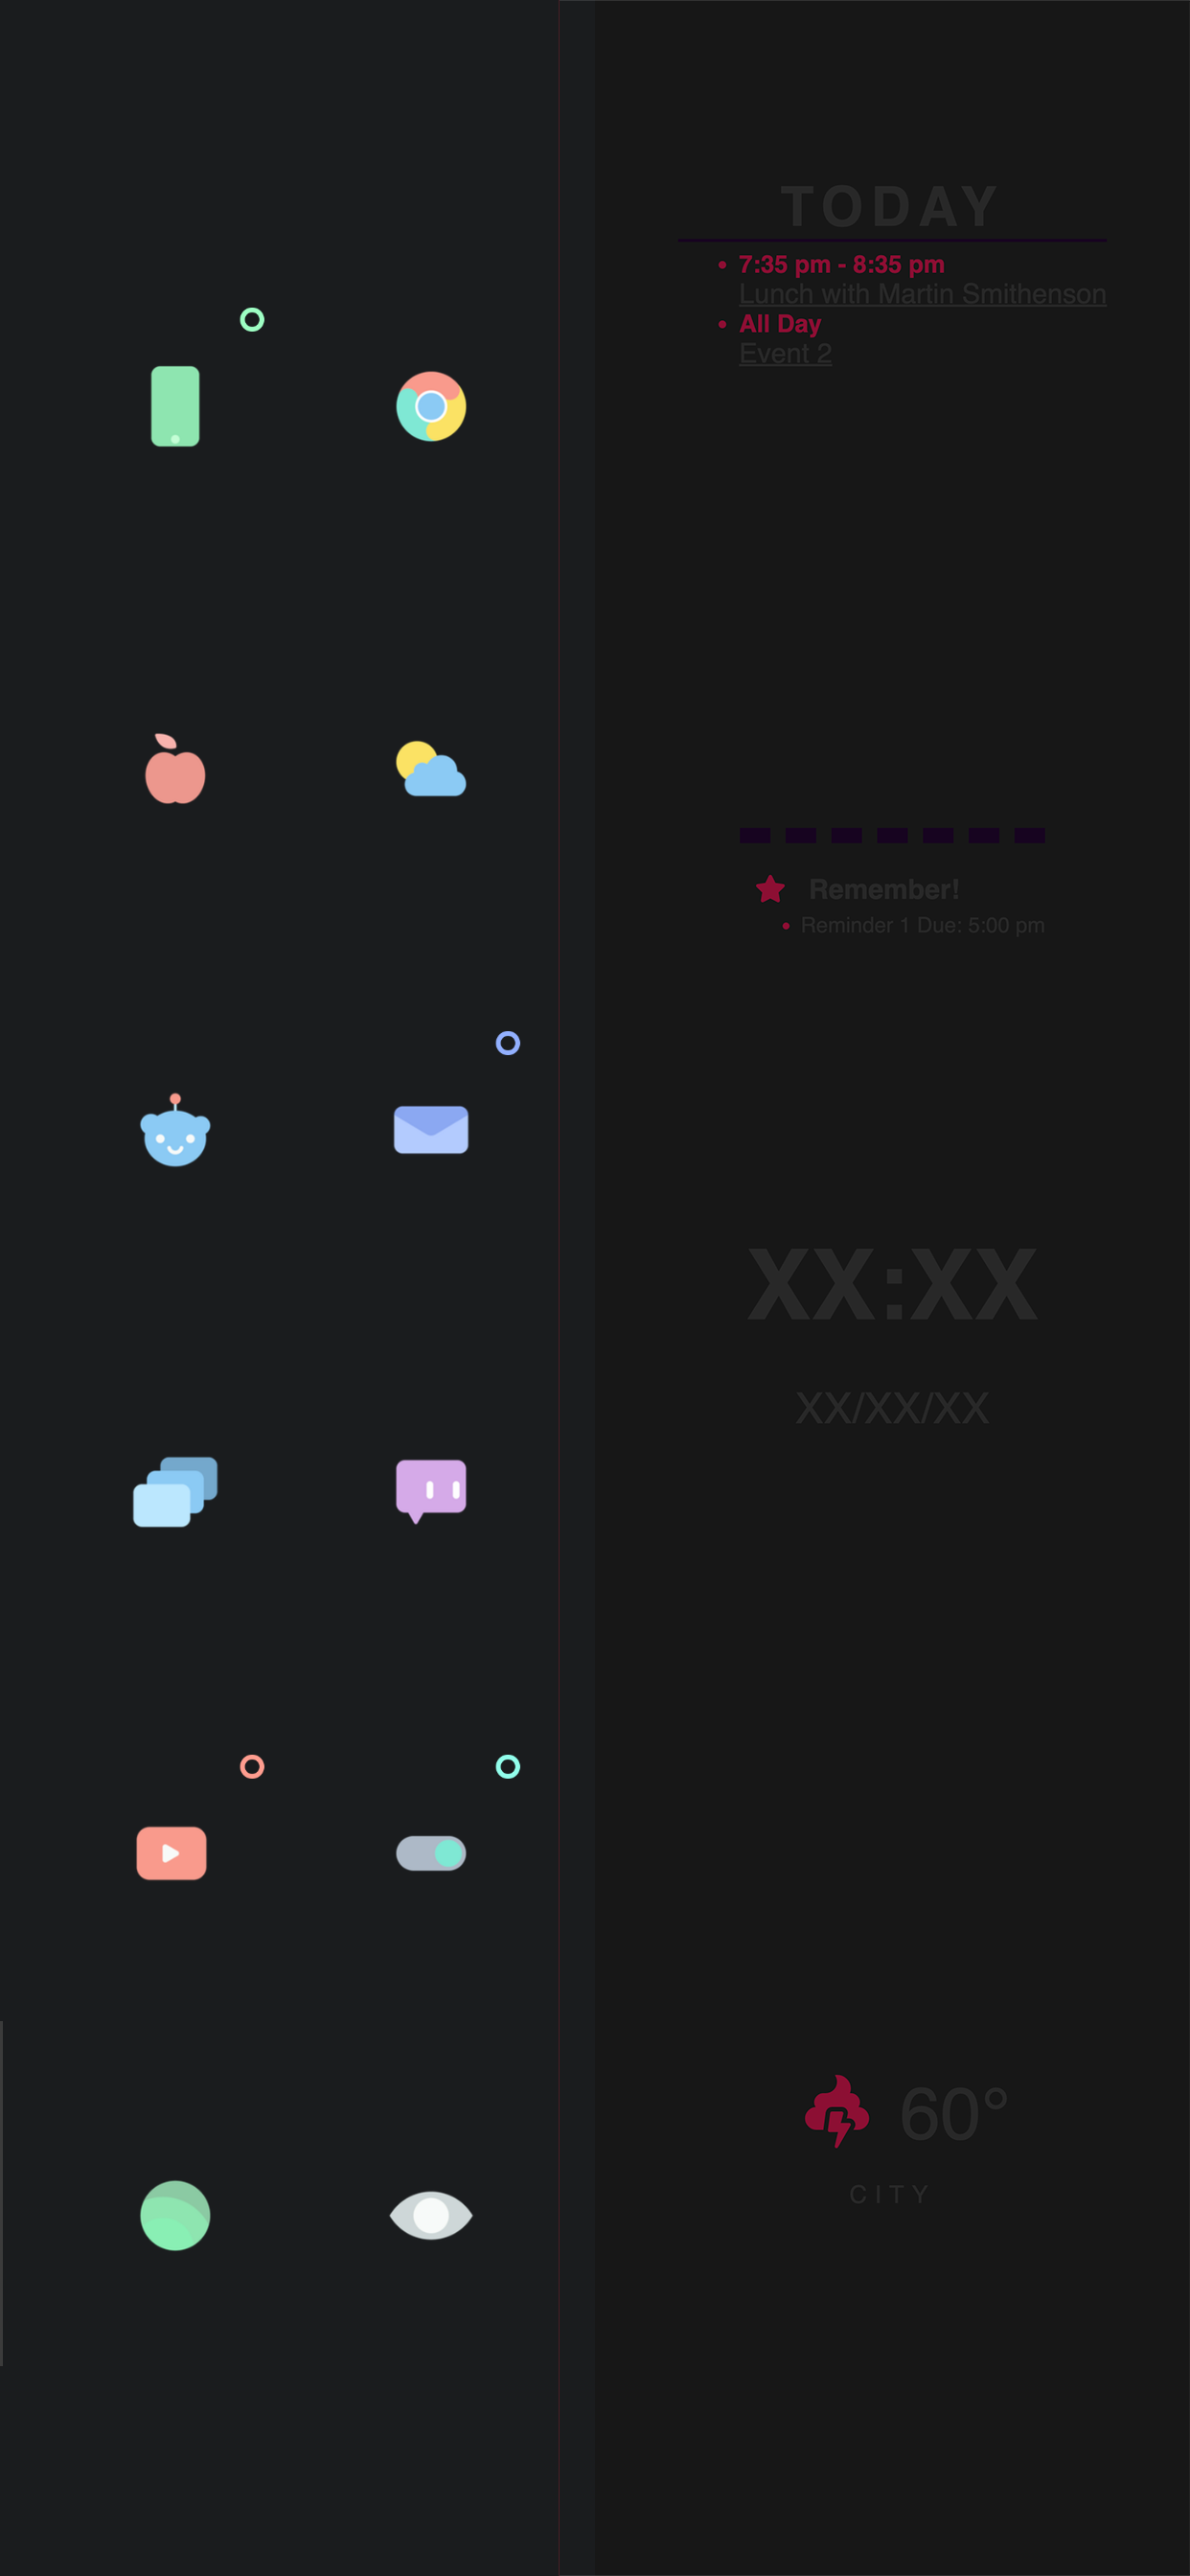 TODAY
7:35 pm - 8:35 pm
Lunch with Martin Smithenson
All Day
Event 2
Remember!
Reminder 1 Due: 5:00 pm
XX:XX
XX/XX/XX
60°
CITY